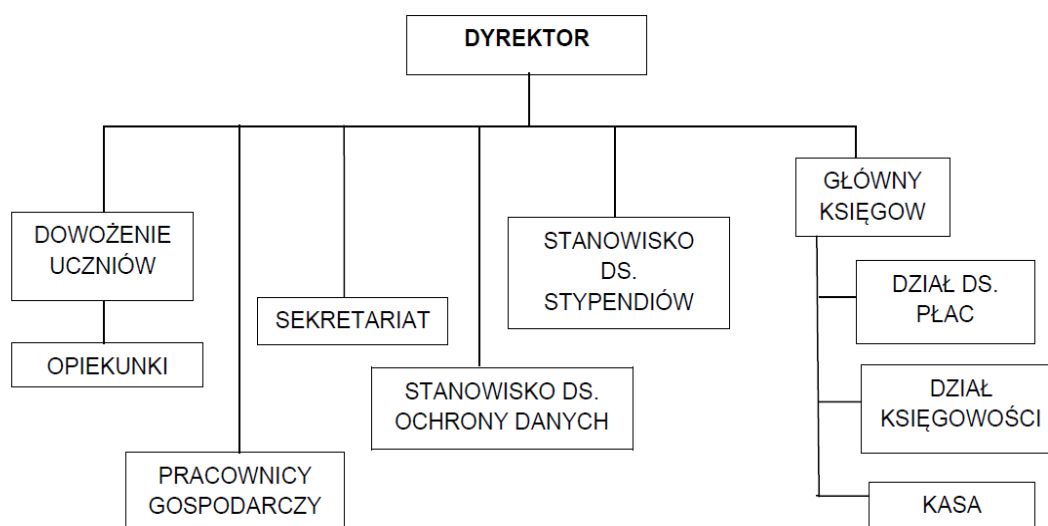 DYREKTOR
DOWOŻENIE
UCZNIÓW
OPIEKUNKI
PRACOWNICY
GOSPODARCZY
SEKRETARIAT
STANOWISKO DS.
OCHRONY DANYCH
STANOWISKO
DS.
STYPENDIÓW
GŁÓWNY
KSIĘGOW
DZIAŁ DS.
PŁAC
DZIAŁ
KSIĘGOWOŚCI
KASA